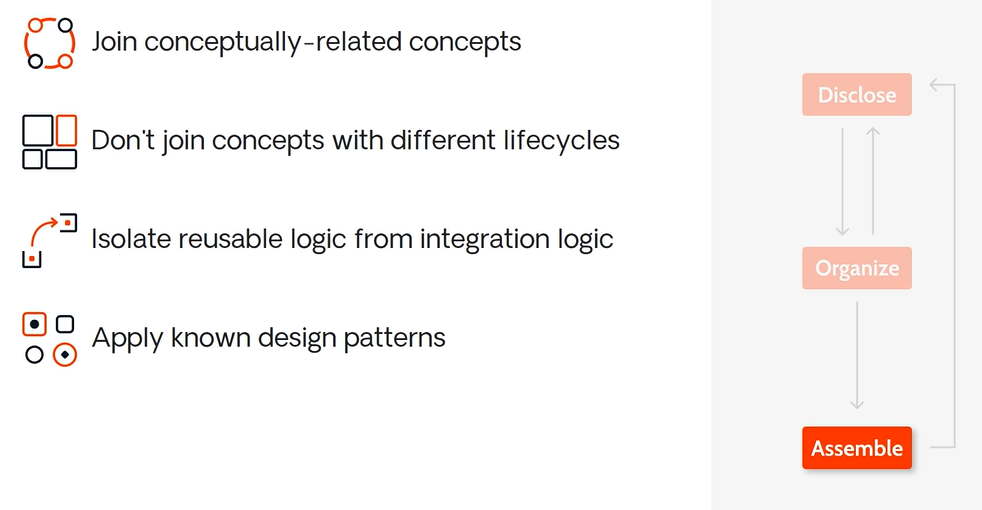 Join conceptually-related concepts
Don't join concepts with different lifecycles
Isolate reusable logic from integration logic
Apply known design patterns
Disclose
Organize
Assemble